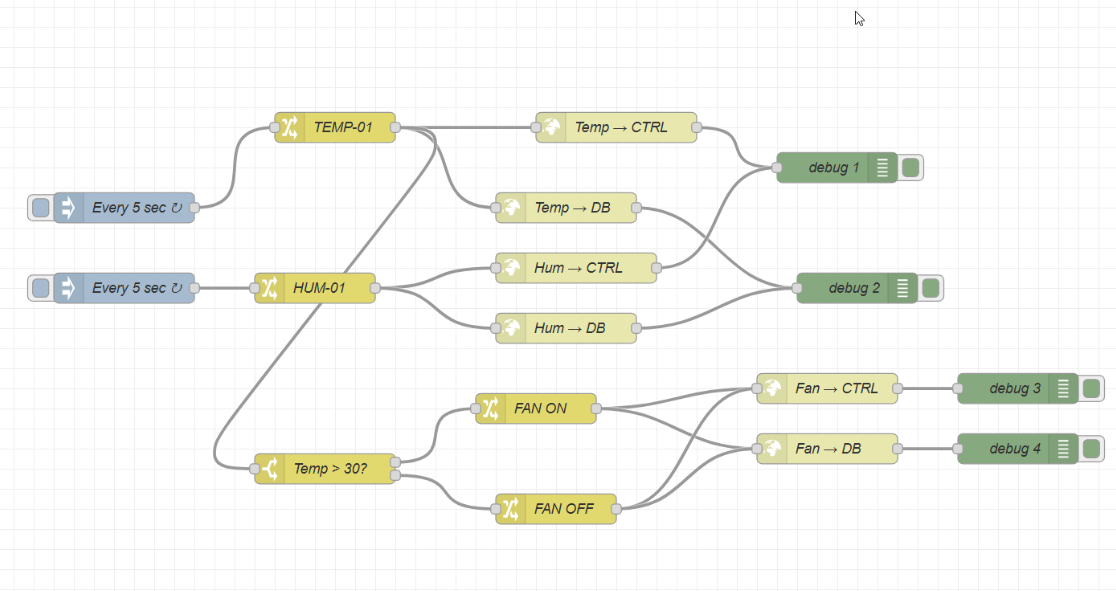 TEMP-01
Temp → CTRL
debug 1
Every 5 sec ↻
Temp → DB
Hum → CTRL
Every 5 sec ↻
HUM-01
debug 2
Hum → DB
Fan → CTRL
debug 3
FAN ON
Fan → DB
debug 4
Temp > 30?
FAN OFF